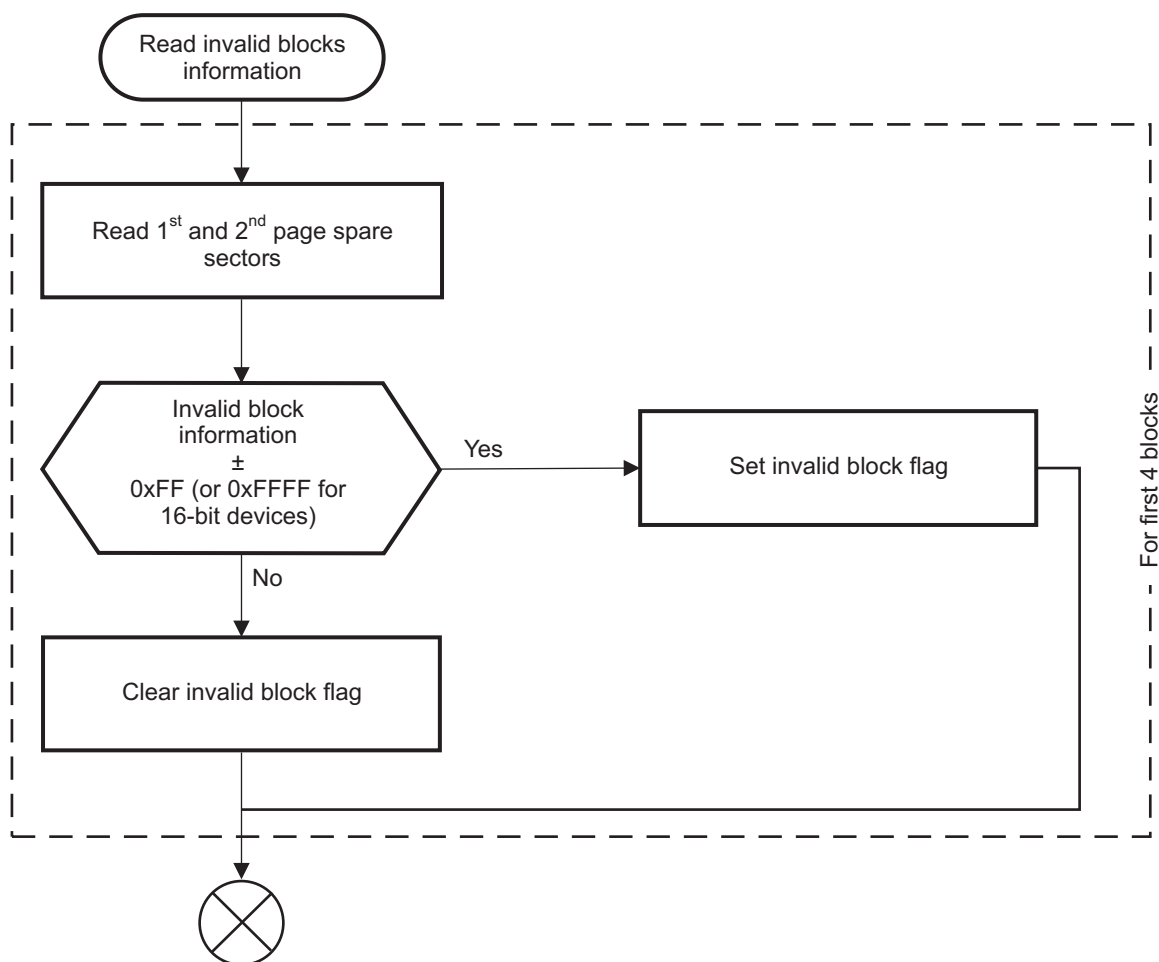 Read invalid blocks
information
Read 1st and 2nd page spare
sectors
Invalid block
information
±
0xFF (or 0xFFFF for
16-bit devices)
Yes
Set invalid block flag
No
Clear invalid block flag
For first 4 blocks